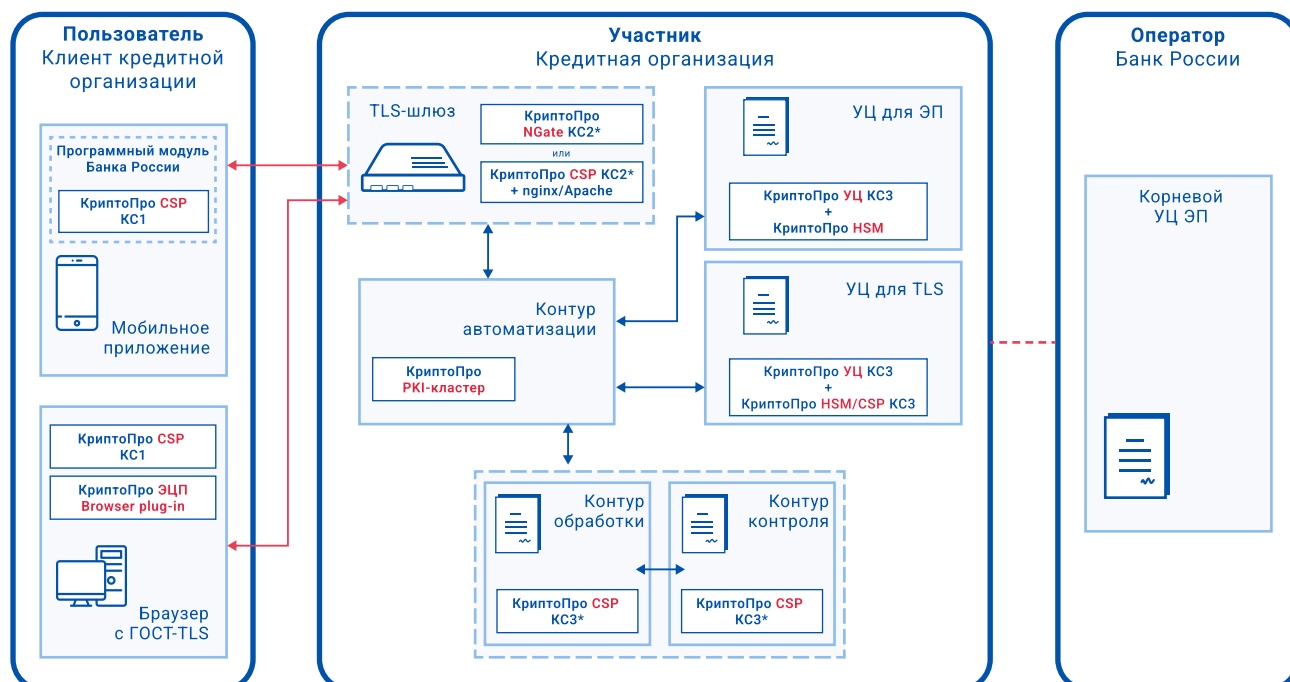 Пользователь
Клиент кредитной
организации
Программный модуль
Банка России
КриптоПро CSP
КС1
Мобильное
приложение
КриптоПро CSP
КС1
КриптоПро ЭЦП
Browser plug-in
Браузер
с ГОСТ-TLS
Участник
Кредитная организация
TLS-шлюз
КриптоПро
NGate КС2*
или
КриптоПро CSP КС2*
+ nginx/Apache
УЦ для ЭП
КриптоПро УЦ КС3
+
КриптоПро HSM
Контур
автоматизации
КриптоПро
PKI-кластер
УЦ для TLS
КриптоПро УЦ КС3
+
КриптоПро HSM/CSP КС3
Контур
обработки
КриптоПро CSP
КС3*
Контур
контроля
КриптоПро CSP
КС3*
Оператор
Банк России
Корневой
УЦ ЭП